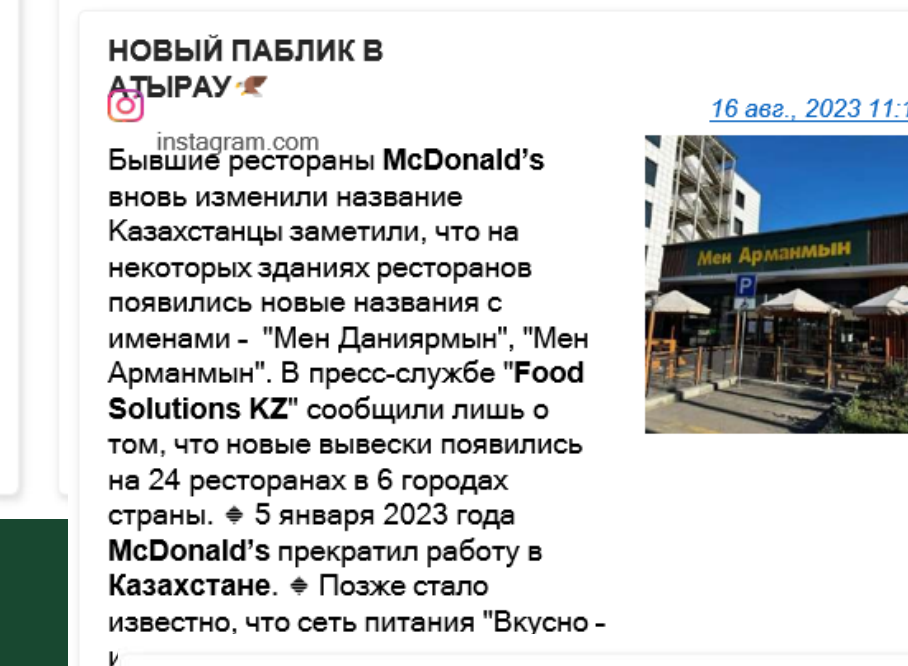 НОВЫЙ ПАБЛИК В
АТЫРАУ
instagram.com
16 авг., 2023 11:1
Бывшие рестораны McDonald's
вновь изменили название
Казахстанцы заметили, что на
некоторых зданиях ресторанов
появились новые названия с
именами - "Мен Даниярмын", "Мен
Арманмын". В пресс-службе "Food
Solutions KZ" сообщили лишь о
том, что новые вывески появились
на 24 ресторанах в 6 городах
страны. 5 января 2023 года
McDonald's прекратил работу в
Казахстане. Позже стало
известно, что сеть питания "Вкусно -
Мен Арманмын
P